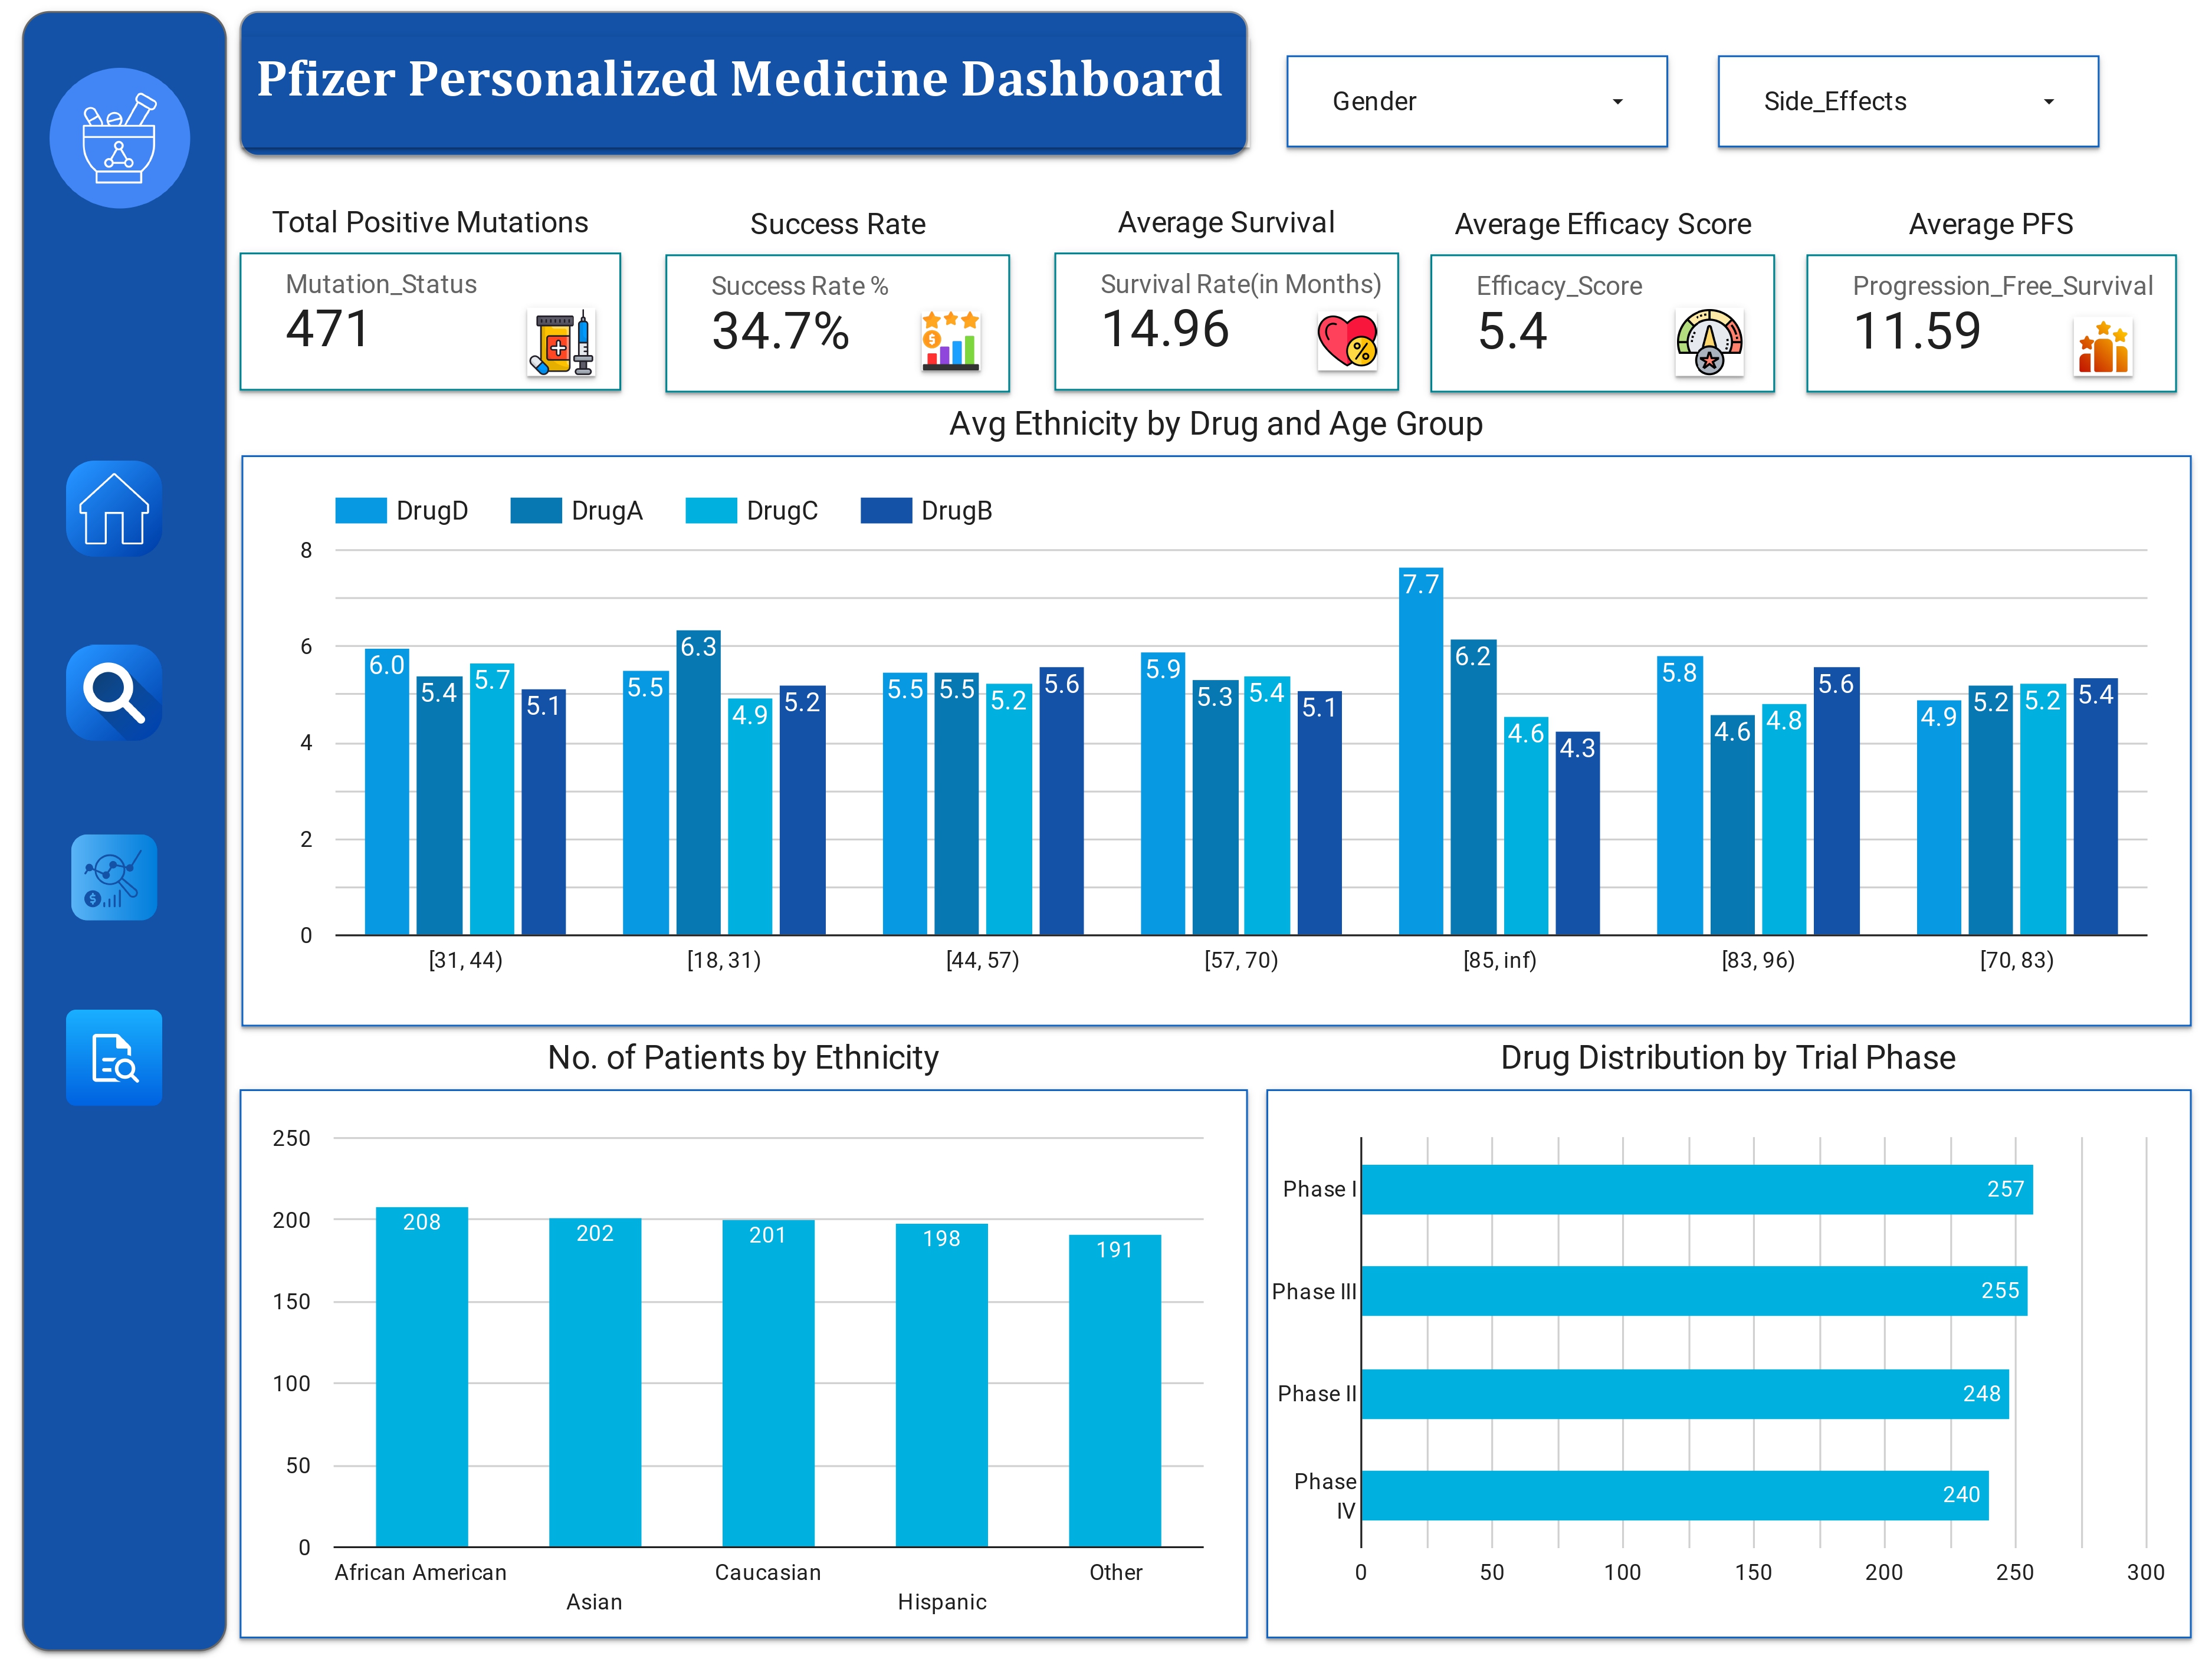 Pfizer Personalized Medicine Dashboard
Gender
Side_Effects
Total Positive Mutations
Success Rate
Average Survival
Average Efficacy Score
Average PFS
Mutation_Status
471
Success Rate %
34.7%
Survival Rate(in Months)
14.96
Efficacy_Score
5.4
Progression_Free_Survival
11.59
Avg Ethnicity by Drug and Age Group
DrugD DrugA DrugC DrugB
8
6
4
2
0
6.0 5.4 5.7 5.1
5.5 6.3 4.9 5.2
5.5 5.5 5.2 5.6
5.9 5.3 5.4 5.1
7.7 6.2 4.6 4.3
5.8 4.6 4.8 5.6
4.9 5.2 5.2 5.4
[31, 44) [18, 31) [44, 57) [57, 70) [85, inf) [83, 96) [70, 83)
No. of Patients by Ethnicity
250
200
150
100
50
0
208 202 201 198 191
African American
Asian
Caucasian
Hispanic
Other
Drug Distribution by Trial Phase
Phase I
257
Phase III
255
Phase II
248
Phase
IV
240
0 50 100 150 200 250 300